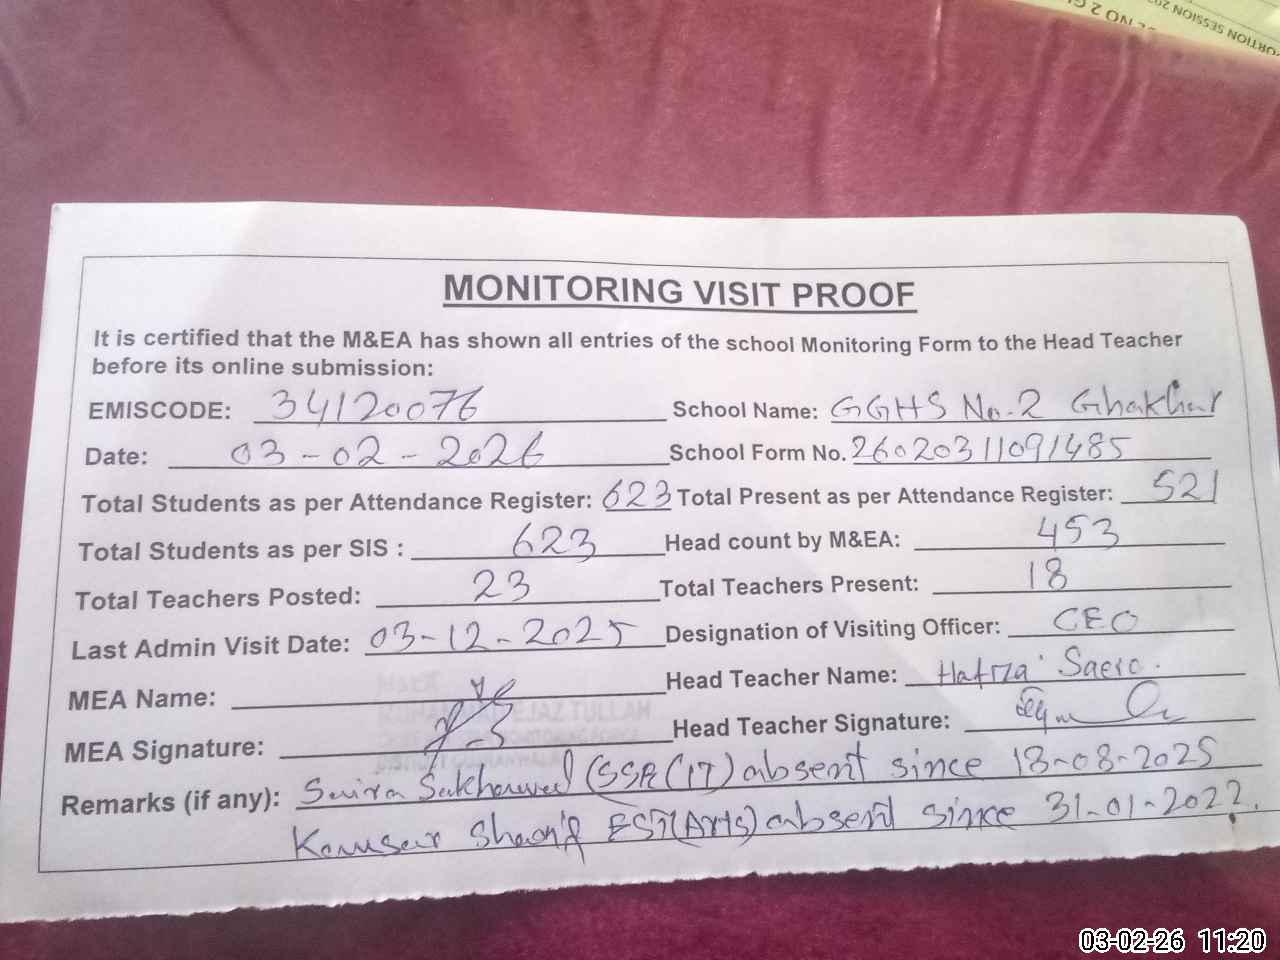 MONITORING VISIT PROOF
It is certified that the M&EA has shown all entries of the school Monitoring Form to the Head Teacher
before its online submission:
EMISCODE: 34120076 School Name: GGHS No.2 Ghakhar
Date: 03-02-2026 School Form No. 26020311091485
Total Students as per Attendance Register: 623 Total Present as per Attendance Register: 521
Total Students as per SIS : 623 Head count by M&EA: 453
Total Teachers Posted: 23 Total Teachers Present: 18
Last Admin Visit Date: 03-12-2025 Designation of Visiting Officer: CEO
MEA Name: Head Teacher Name: Hafiza
MEA Signature: Head Teacher Signature:
Remarks (if any): absent since 18-08-2025
Kousar EST(Arts) absent since 31-01-2022.
03-02-26 11:20